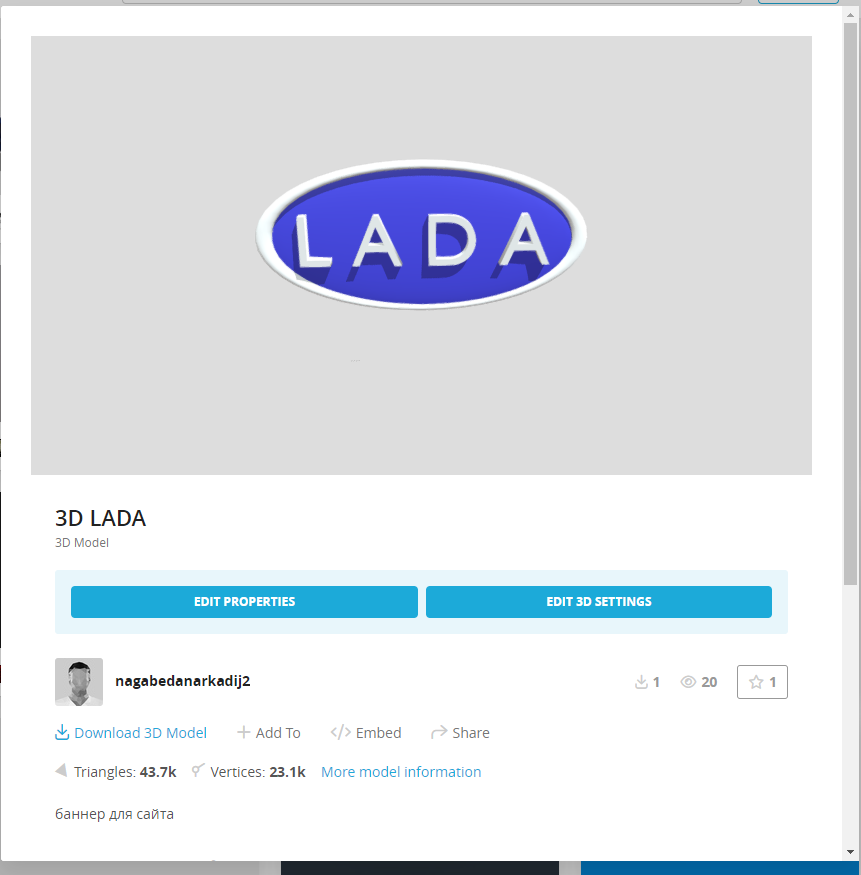 LADA
3D LADA
3D Model
EDIT PROPERTIES EDIT 3D SETTINGS
nagabedanarkadij2 1 20 1
Download 3D Model Add To Embed Share
Triangles: 43.7k Vertices: 23.1k More model information
баннер для сайта